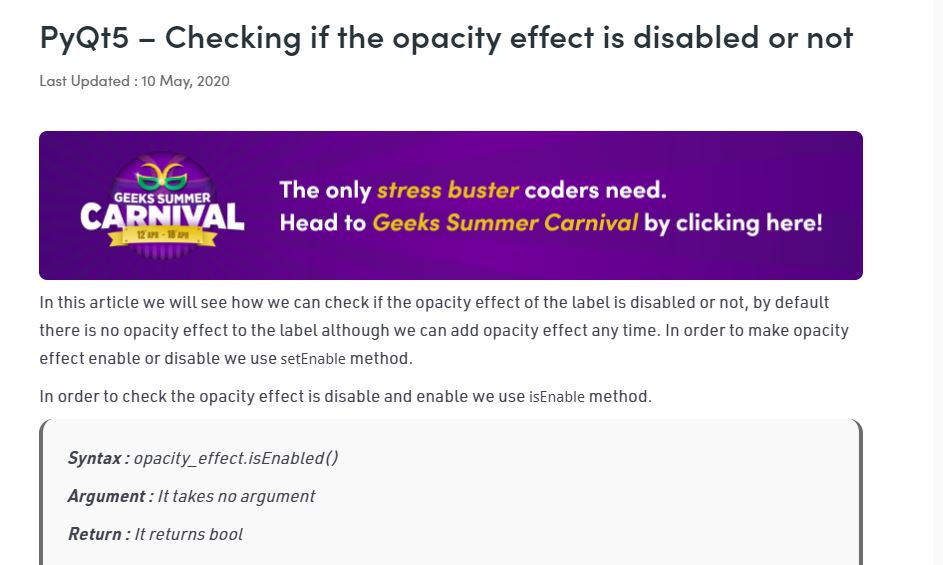 PyQt5 – Checking if the opacity effect is disabled or not
Last Updated : 10 May, 2020
GEEKS SUMMER
CARNIVAL
12 APR - 18 APR
The only stress buster coders need.
Head to Geeks Summer Carnival by clicking here!
In this article we will see how we can check if the opacity effect of the label is disabled or not, by default
there is no opacity effect to the label although we can add opacity effect any time. In order to make opacity
effect enable or disable we use setEnable method.
In order to check the opacity effect is disable and enable we use isEnable method.
Syntax : opacity_effect.isEnabled()
Argument : It takes no argument
Return : It returns bool